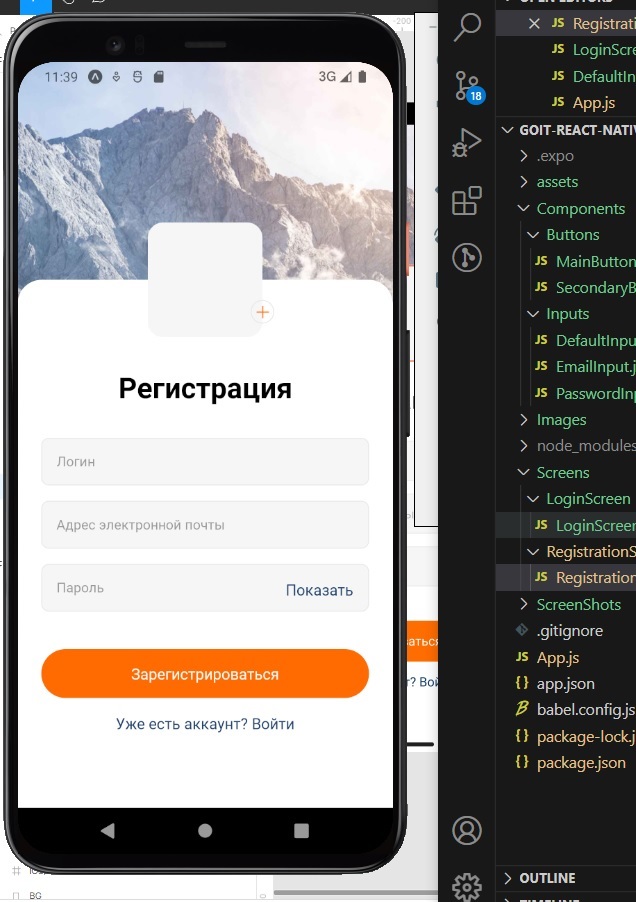 11:39
3G
Регистрация
Логин
Адрес электронной почты
Пароль
Показать
Зарегистрироваться
Уже есть аккаунт? Войти
-200
BG
18
JS Registrati
JS LoginScre
JS DefaultIn
JS App.js
GOIT-REACT-NATIV
.expo
assets
Components
Buttons
JS MainButton
JS SecondaryB
Inputs
JS DefaultInpu
JS EmailInput.j
JS PasswordInp
Images
node_modules
Screens
LoginScreen
JS LoginScreen
RegistrationS
JS Registration
ScreenShots
.gitignore
JS App.js
{} app.json
babel.config.js
{} package-lock.j
{} package.json
OUTLINE